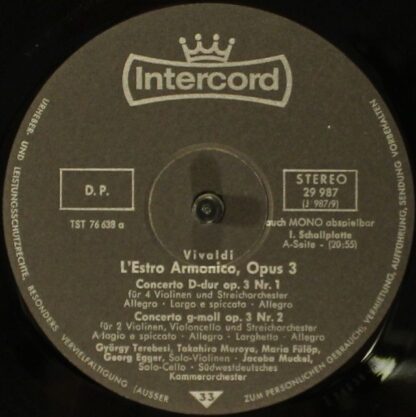 Intercord
D. P.
TST 76 638 a
STEREO
29 987
(J 987/9)
auch MONO abspielbar
1. Schallplatte
A-Seite - (20:55)
Vivaldi
L'Estro Armonico, Opus 3
Concerto D-dur op. 3 Nr. 1
für 4 Violinen und Streichorchester
Allegro - Largo e spiccato - Allegro
Concerto g-moll op. 3 Nr. 2
für 2 Violinen, Violoncello und Streichorchester
Adagio e spiccato - Allegro - Larghetto - Allegro
György Terebesi, Takahiro Muroya, Maria Fülöp,
Georg Egger, Solo-Violinen - Jacoba Muckel,
Solo-Cello - Südwestdeutsches
Kammerorchester
33
URHEBER- UND LEISTUNGSSCHUTZRECHTE, BESONDERS VERVIELFÄLTIGUNG (AUSSER ZUM PERSÖNLICHEN GEBRAUCH), VERMIETUNG, AUFFÜHRUNG, SENDUNG VORBEHALTEN